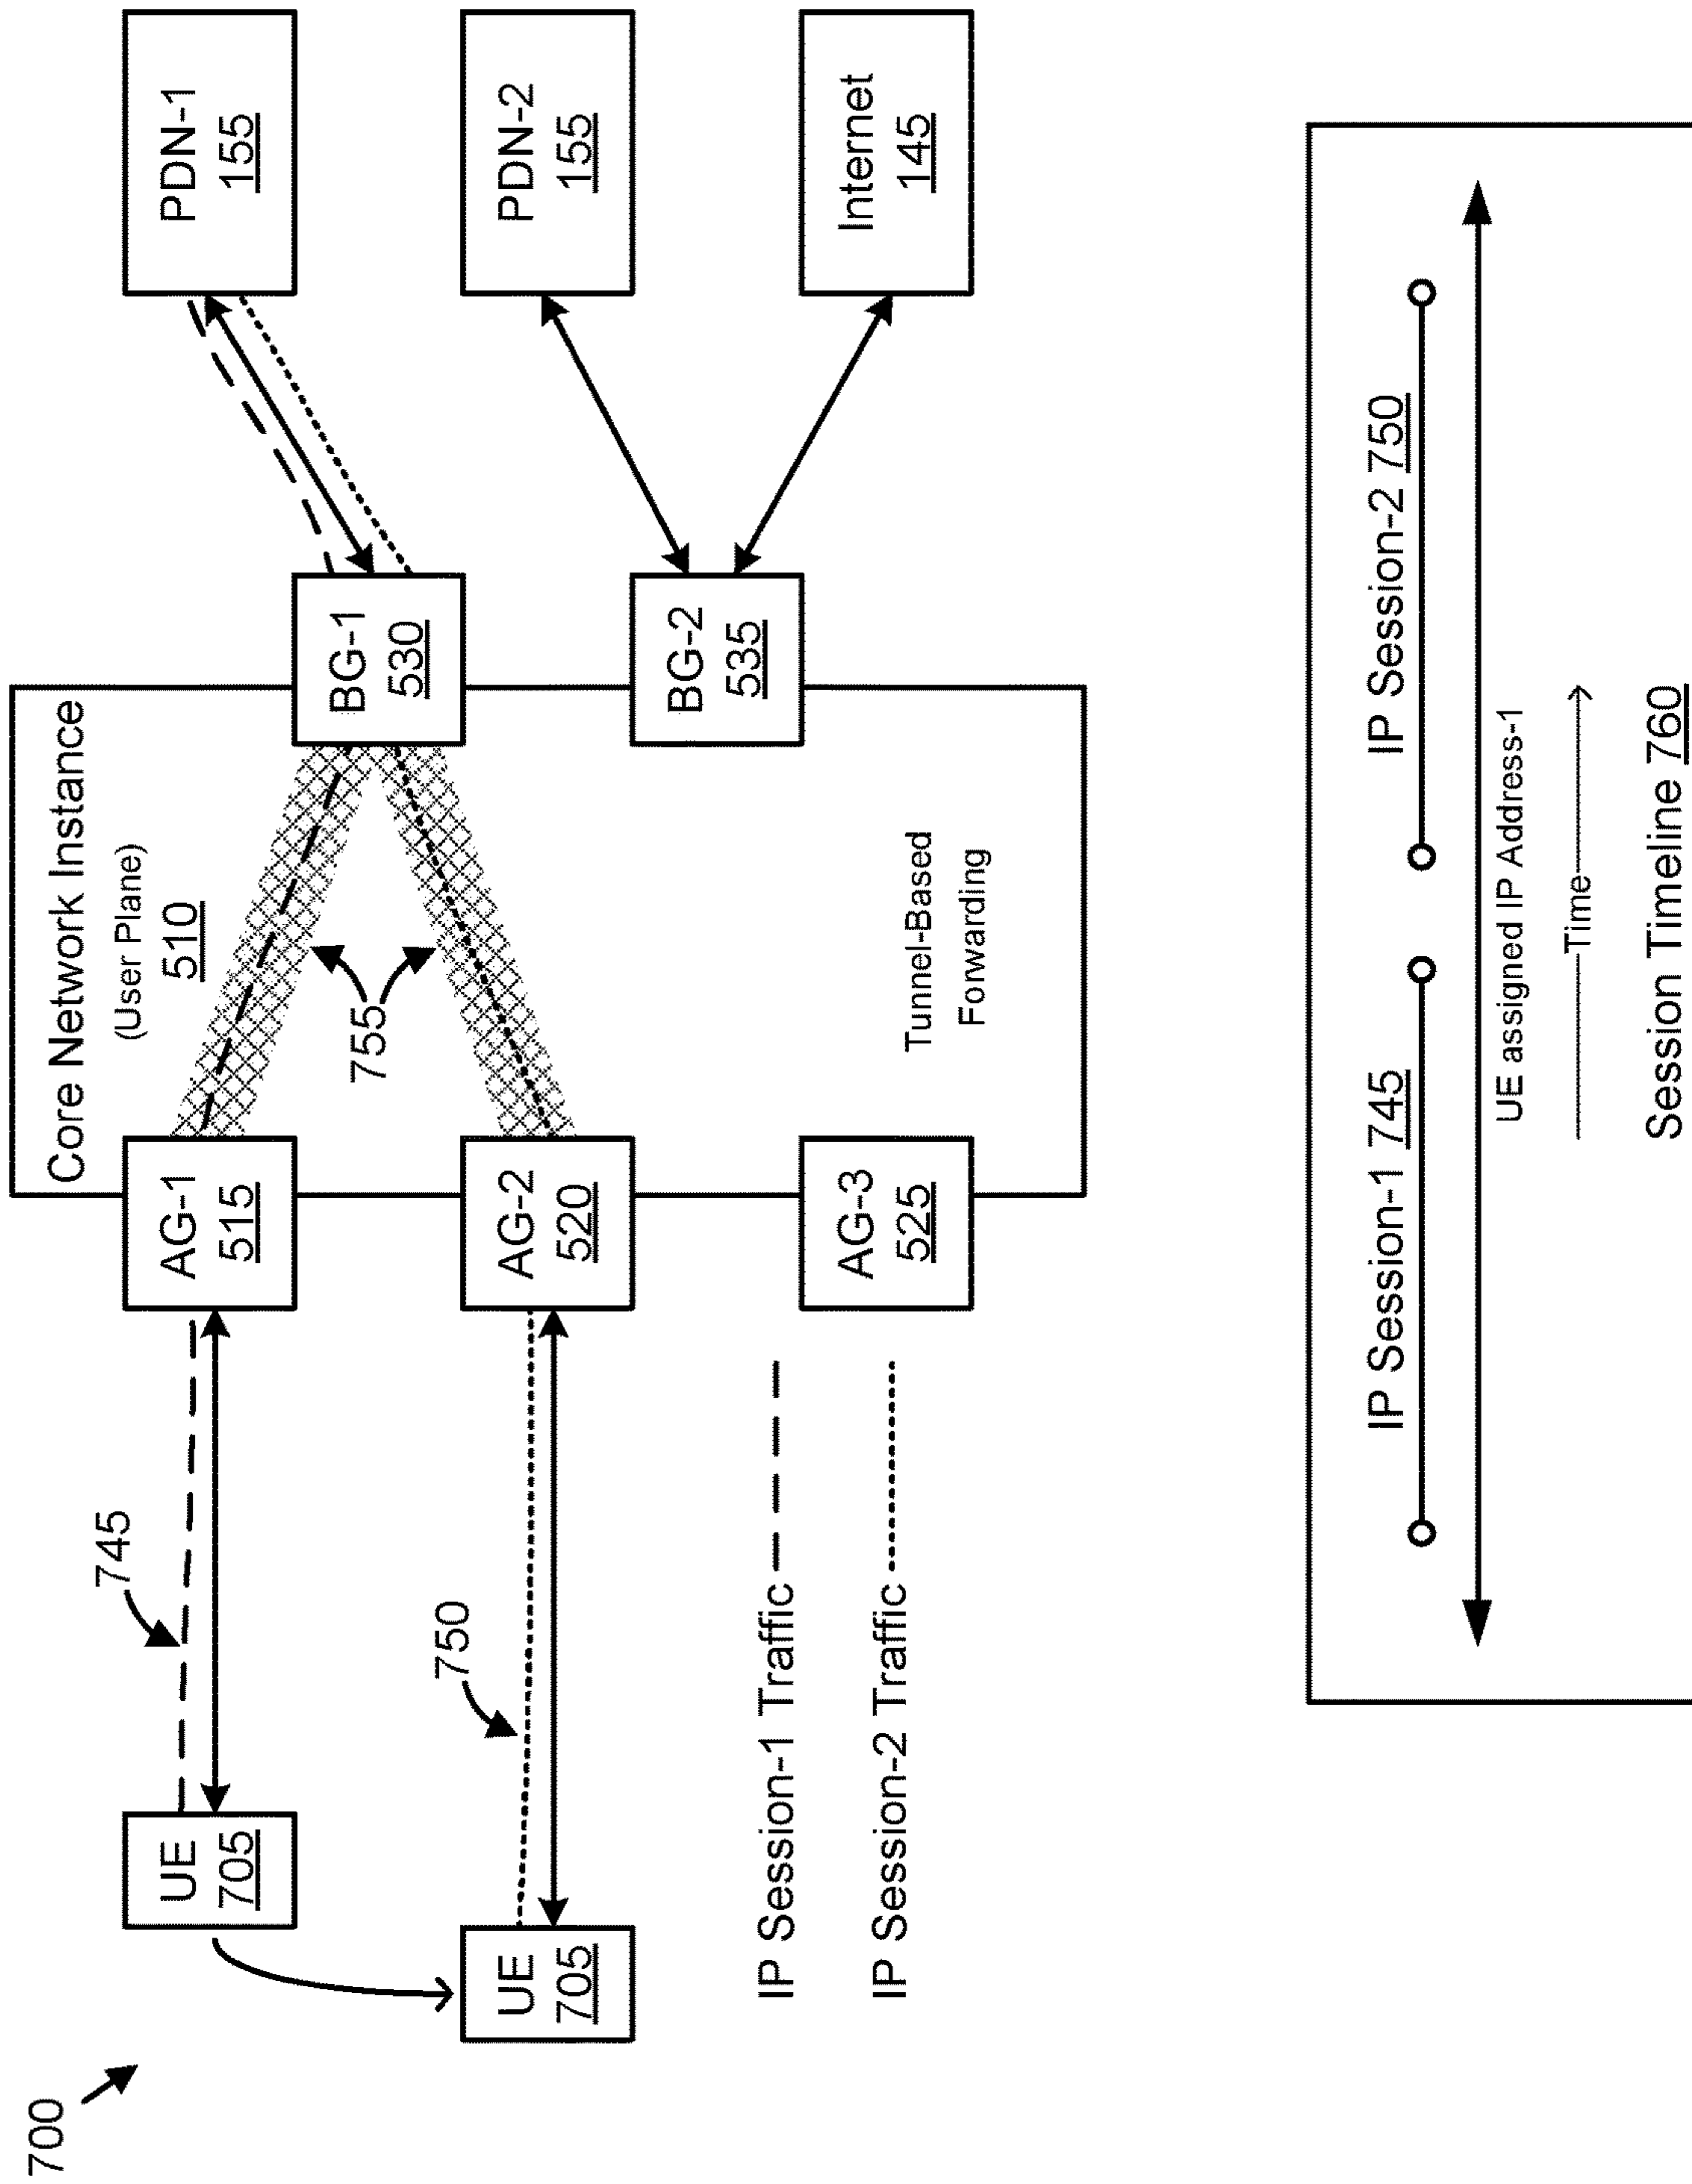 700
UE
705
UE
705
745
750
IP Session-1 Traffic
IP Session-2 Traffic
AG-1
515
AG-2
520
AG-3
525
Core Network Instance
(User Plane)
510
755
Tunnel-Based
Forwarding
BG-1
530
BG-2
535
PDN-1
155
PDN-2
155
Internet
145
IP Session-1 745
IP Session-2 750
UE assigned IP Address-1
Time
Session Timeline 760